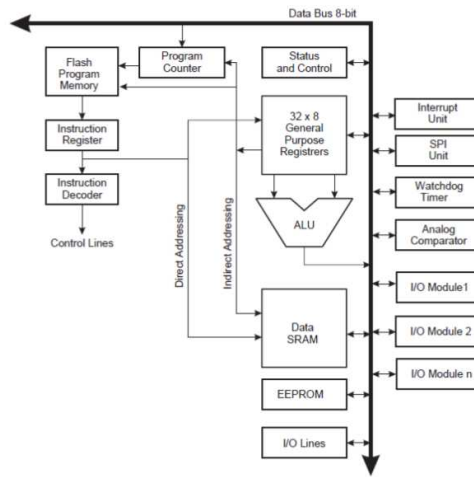 Data Bus 8-bit
Flash
Program
Memory
Program
Counter
Status
and Control
Instruction
Register
32 x 8
General
Purpose
Registrers
Interrupt
Unit
SPI
Unit
Instruction
Decoder
Watchdog
Timer
ALU
Analog
Comparator
Control Lines
Direct Addressing
Indirect Addressing
I/O Module1
Data
SRAM
I/O Module 2
I/O Module n
EEPROM
I/O Lines